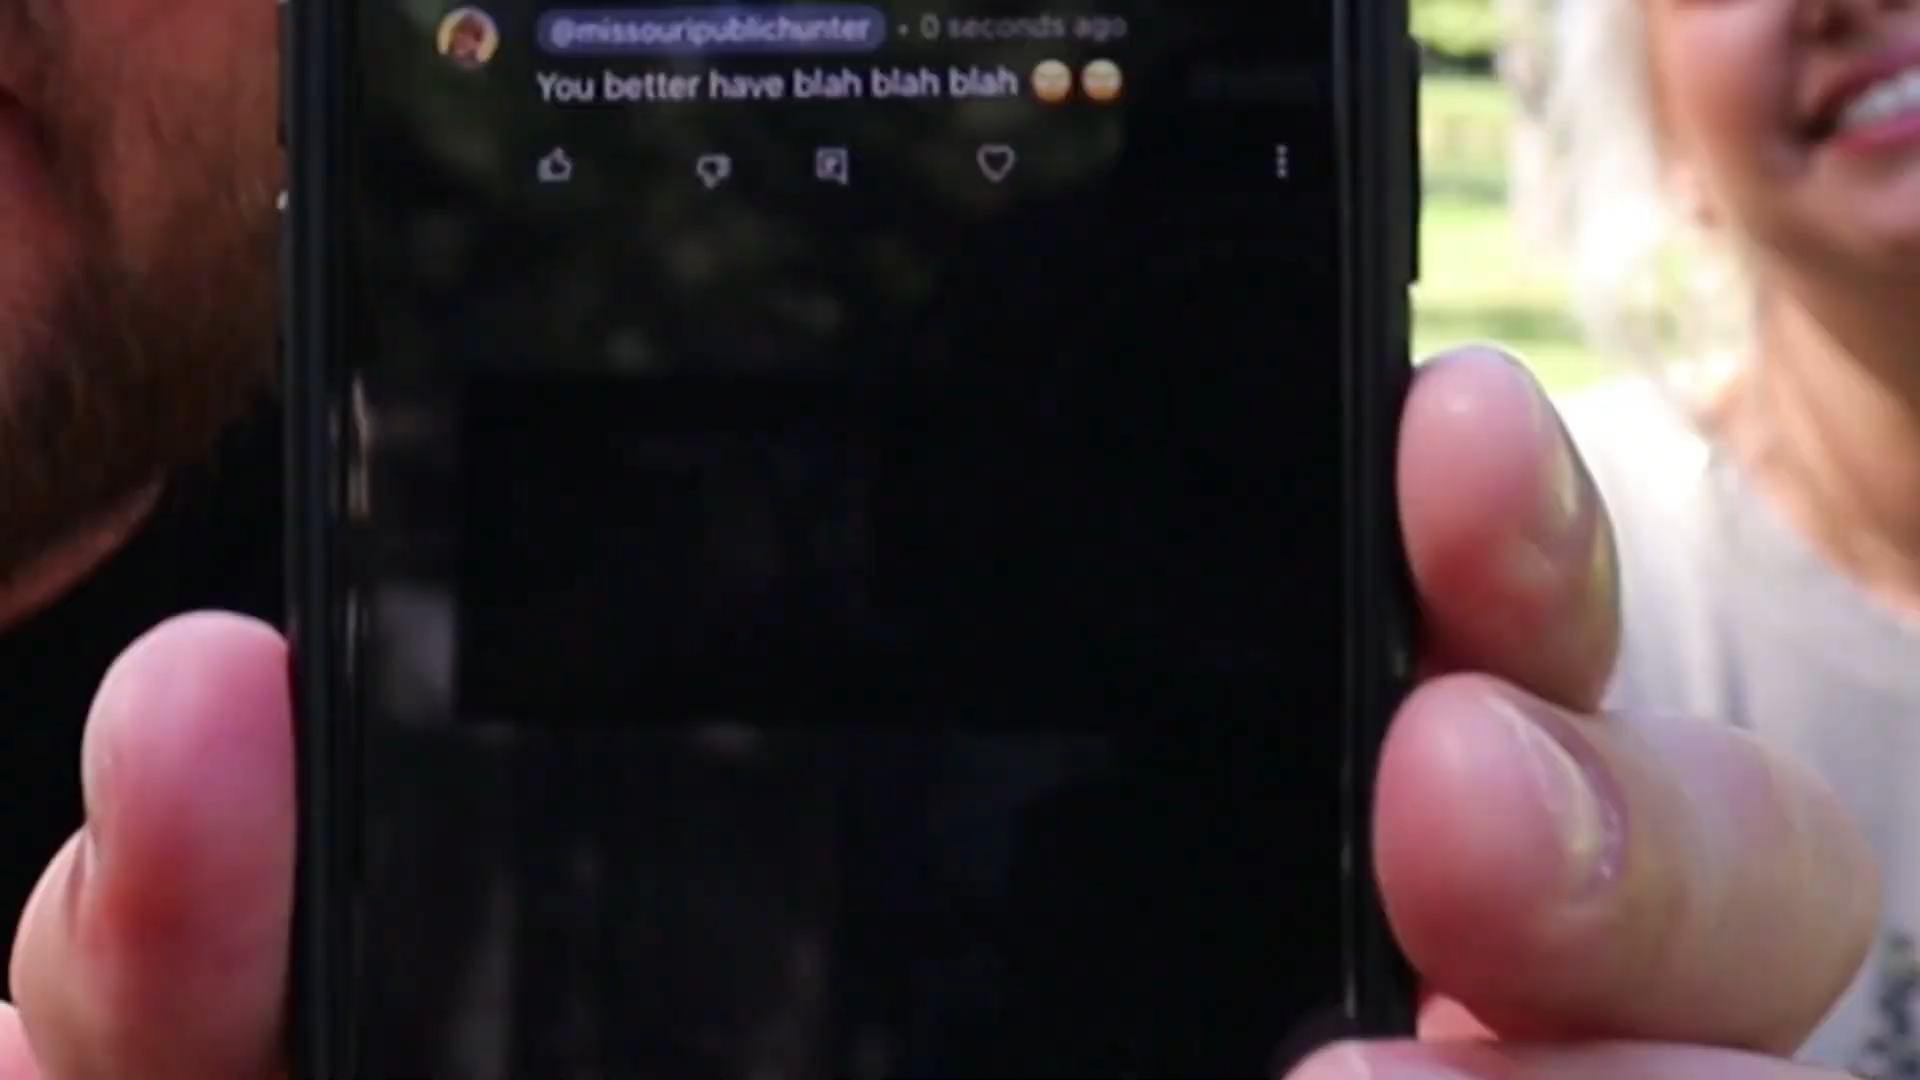 @missouripublichunter • 0 seconds ago
You better have blah blah blah 😇 😇